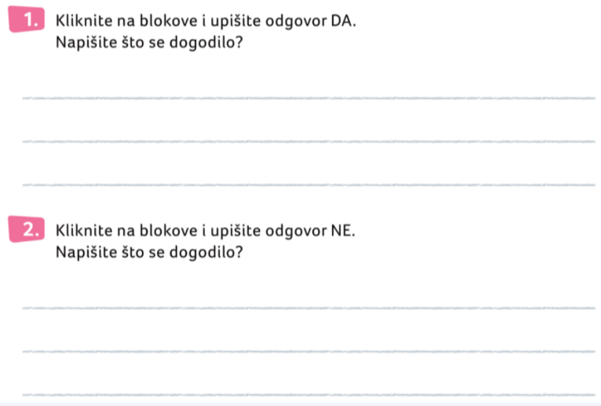 1. Kliknite na blokove i upišite odgovor DA.
Napišite što se dogodilo?
2. Kliknite na blokove i upišite odgovor NE.
Napišite što se dogodilo?